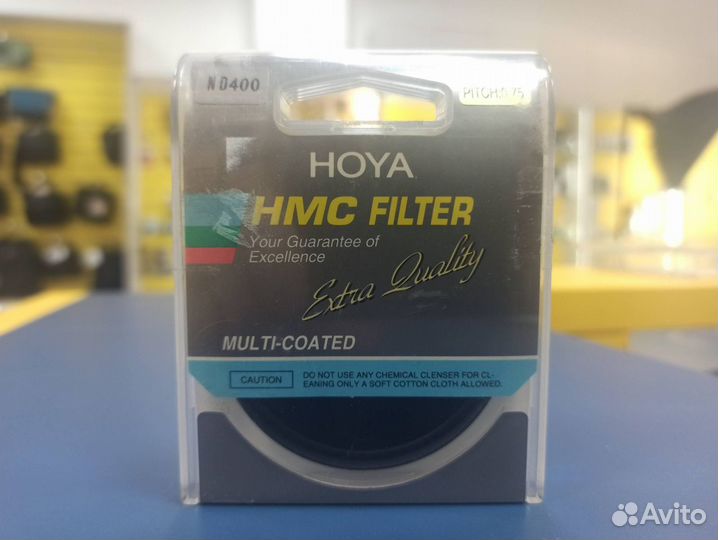 ND400
PITCH:0.75
HOYA
HMC FILTER
Your Guarantee of
Excellence
Extra Quality
MULTI-COATED
CAUTION
DO NOT USE ANY CHEMICAL CLENSER FOR CL-
EANING ONLY A SOFT COTTON CLOTH ALLOWED.
Avito